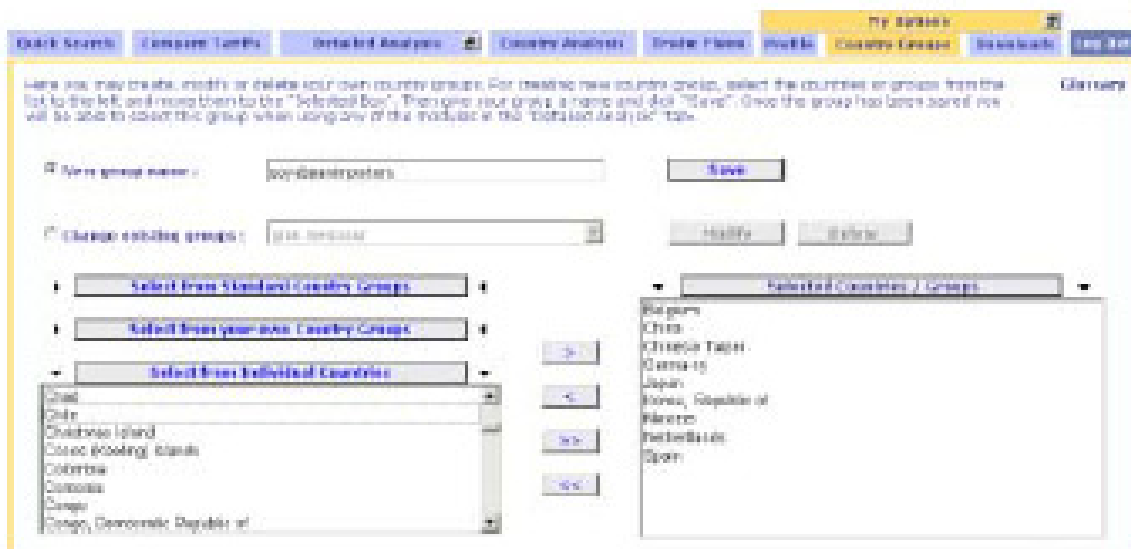 My Options
Quick Search Compare Tariffs Detailed Analysis Country Analysis Profile Country Groups Downloads Log Out
Here you may create, modify or delete your own country groups. For creating new country group, select the countries or groups from the Glossary
list to the left and move them to the "Selected Box". Then give your group a name and click "Save". Once the group has been saved you
will be able to select this group when using any of the modules in the "Detailed Analysis" Tabs.
New group name :
Save
Change existing groups :
Modify Delete
Select from Standard Country Groups
Selected Countries / Groups
Select from your own Country Groups
Select from Individual Countries
>
<
>>
<<
Chad
Chile
Christmas Island
Cocos (Keeling) Islands
Colombia
Comoros
Congo
Congo, Democratic Republic of
Belgium
China
Chinese Taipei
Germany
Japan
Korea, Republic of
Mexico
Netherlands
Spain